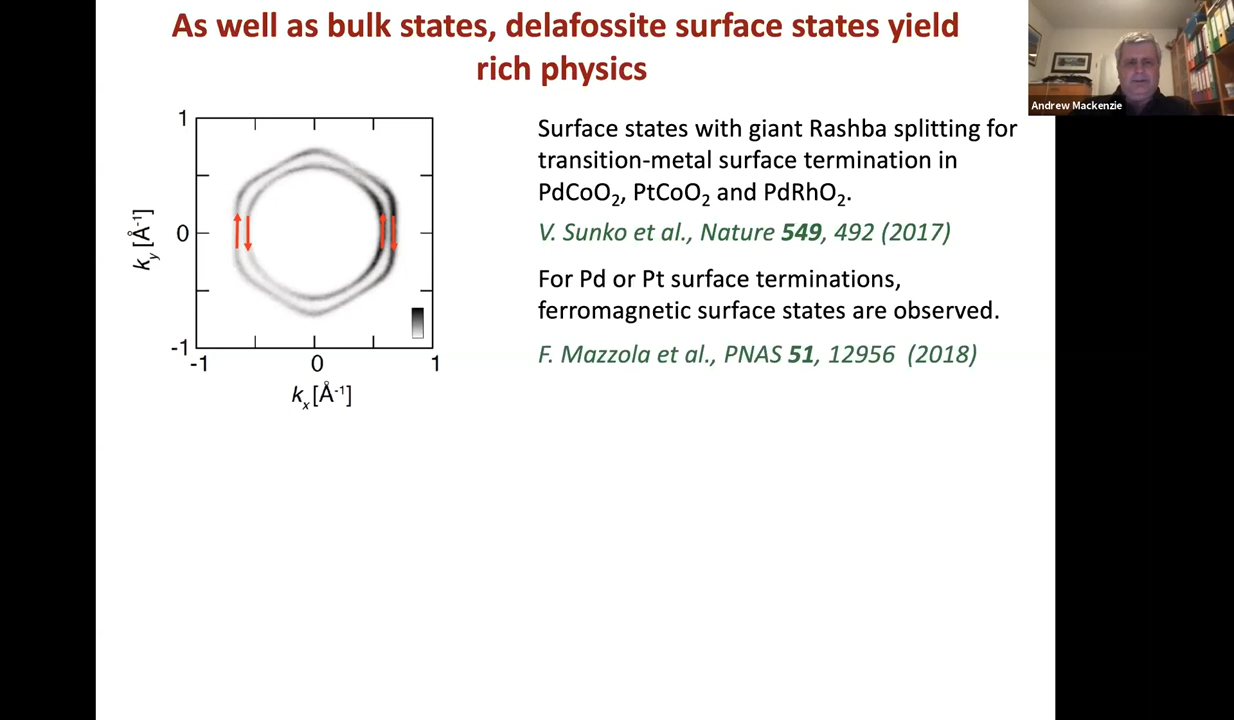 As well as bulk states, delafossite surface states yield
rich physics
Andrew Mackenzie
1
0
-1
-1
0
1
k_y [Å⁻¹]
k_x [Å⁻¹]
Surface states with giant Rashba splitting for
transition-metal surface termination in
PdCoO₂, PtCoO₂ and PdRhO₂.
V. Sunko et al., Nature 549, 492 (2017)
For Pd or Pt surface terminations,
ferromagnetic surface states are observed.
F. Mazzola et al., PNAS 51, 12956 (2018)